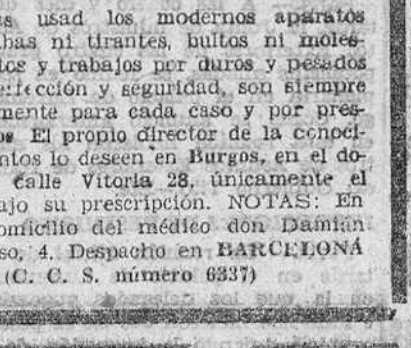 usad los modernos aparatos
bas ni tirantes, bultos ni moles-
tos y trabajos por duros y pesados
erfección y seguridad, son siempre
mente para cada caso y por pres-
os El propio director de la conoci-
ntos lo deseen en Burgos, en el do-
Calle Vitoria 28, únicamente el
ajo su prescripción. NOTAS: En
omicilio del médico don Damián
so, 4. Despacho en BARCELONA
(C. C. S. número 6337)